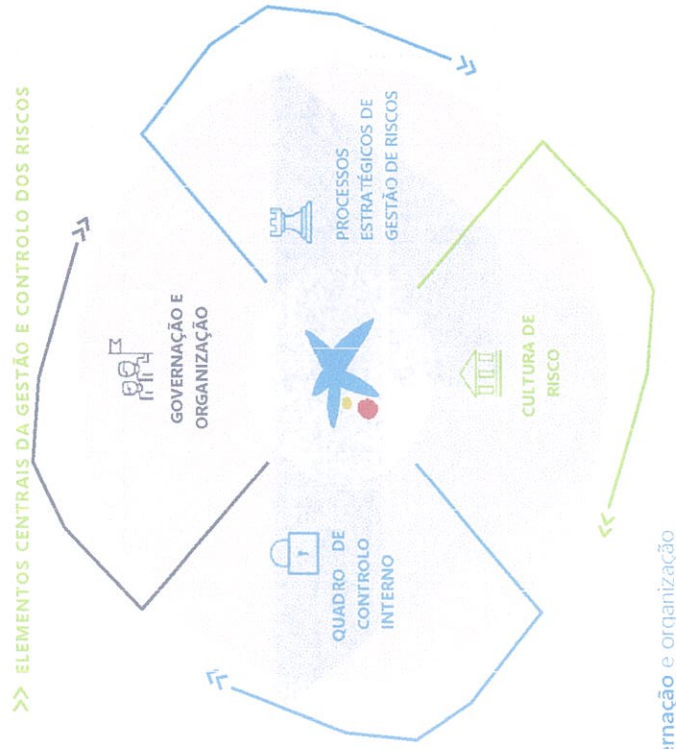 >> ELEMENTOS CENTRAIS DA GESTÃO E CONTROLO DOS RISCOS
GOVERNAÇÃO E
ORGANIZAÇÃO
PROCESSOS
ESTRATÉGICOS DE
GESTÃO DE RISCOS
CULTURA DE
RISCO
QUADRO DE
CONTROLO
INTERNO
e organização